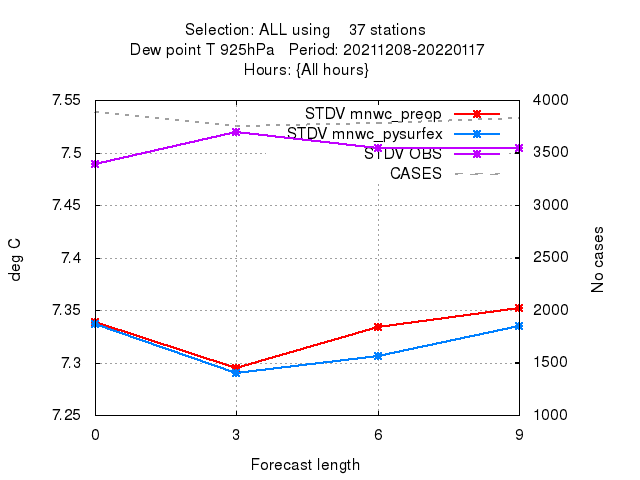 Selection: ALL using 37 stations
Dew point T 925hPa Period: 20211208-20220117
Hours: {All hours}
STDV mnwc_preop
STDV mnwc_pysurfex
STDV OBS
CASES
7.55
7.5
7.45
7.4
7.35
7.3
7.25
4000
3500
3000
2500
2000
1500
1000
0 3 6 9
deg C
No cases
Forecast length